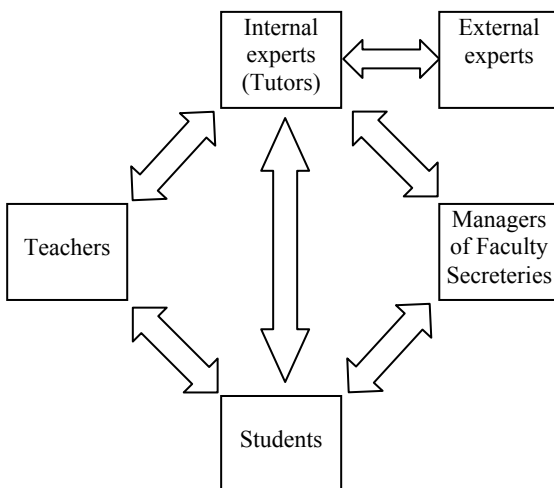 Internal
experts
(Tutors)
External
experts
Teachers
Managers
of Faculty
Secreteries
Students